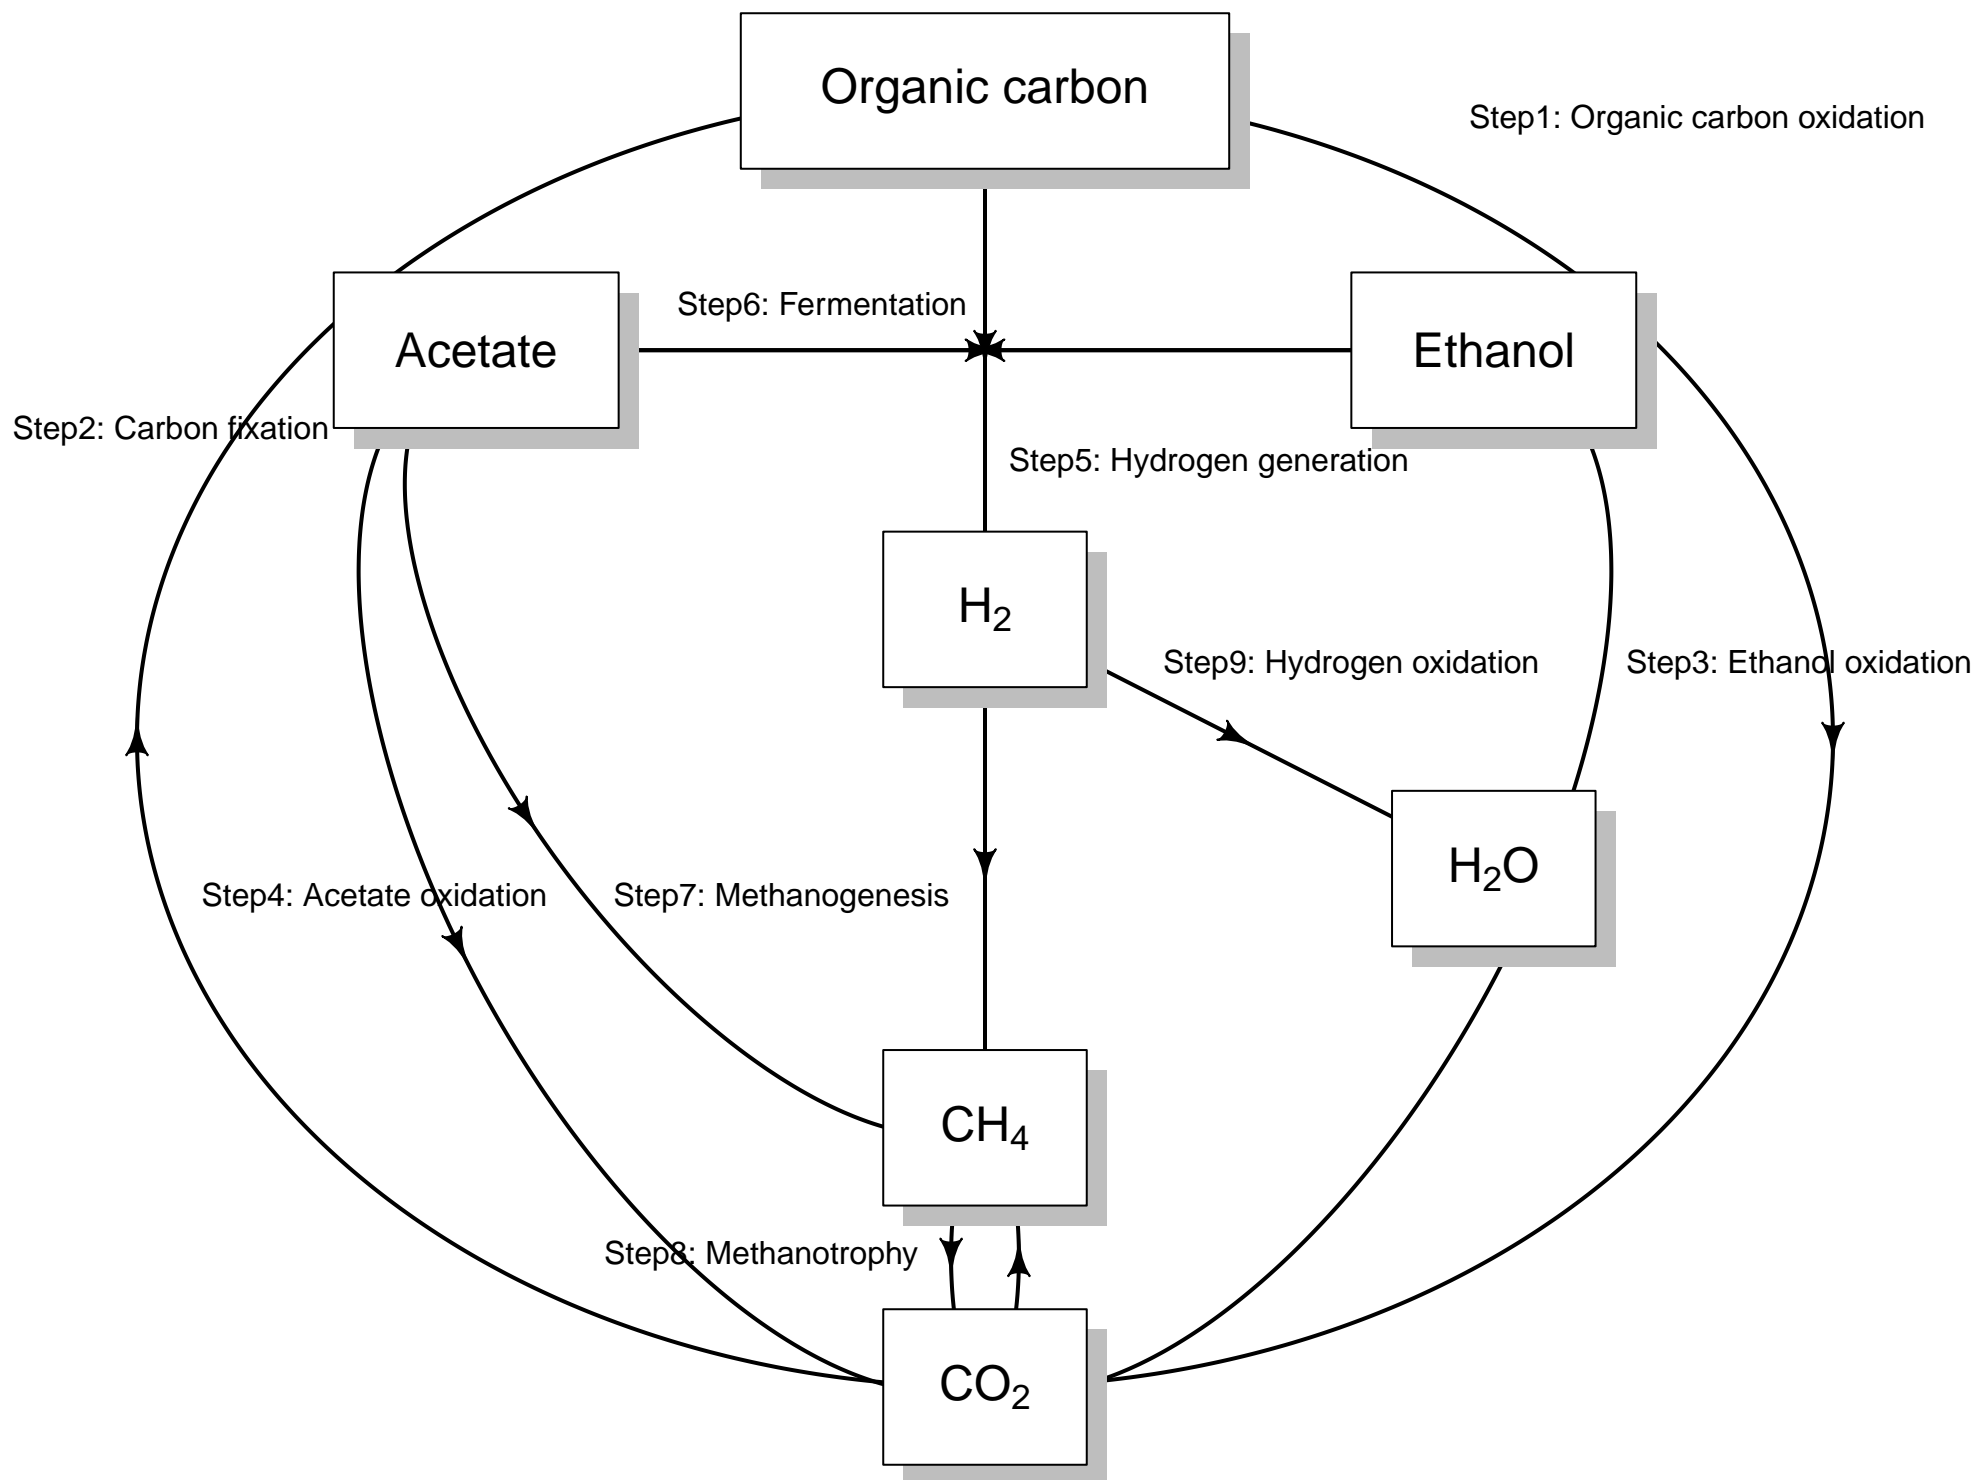 Organic carbon
Step1: Organic carbon oxidation
Step6: Fermentation
Acetate
Ethanol
Step2: Carbon fixation
Step5: Hydrogen generation
H₂
Step9: Hydrogen oxidation
Step3: Ethanol oxidation
H₂O
Step4: Acetate oxidation
Step7: Methanogenesis
CH₄
Step8: Methanotrophy
CO₂